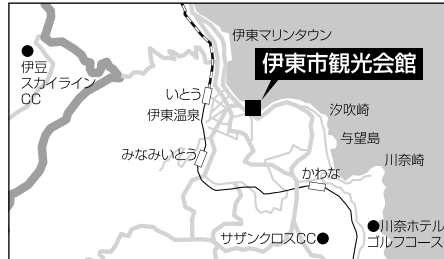 伊東マリンタウン
伊東市観光会館
伊豆
スカイライン
CC
いとう
伊東温泉
汐吹崎
与望島
みなみいとう
川奈崎
かわな
川奈ホテル
ゴルフコース
サザンクロスCC